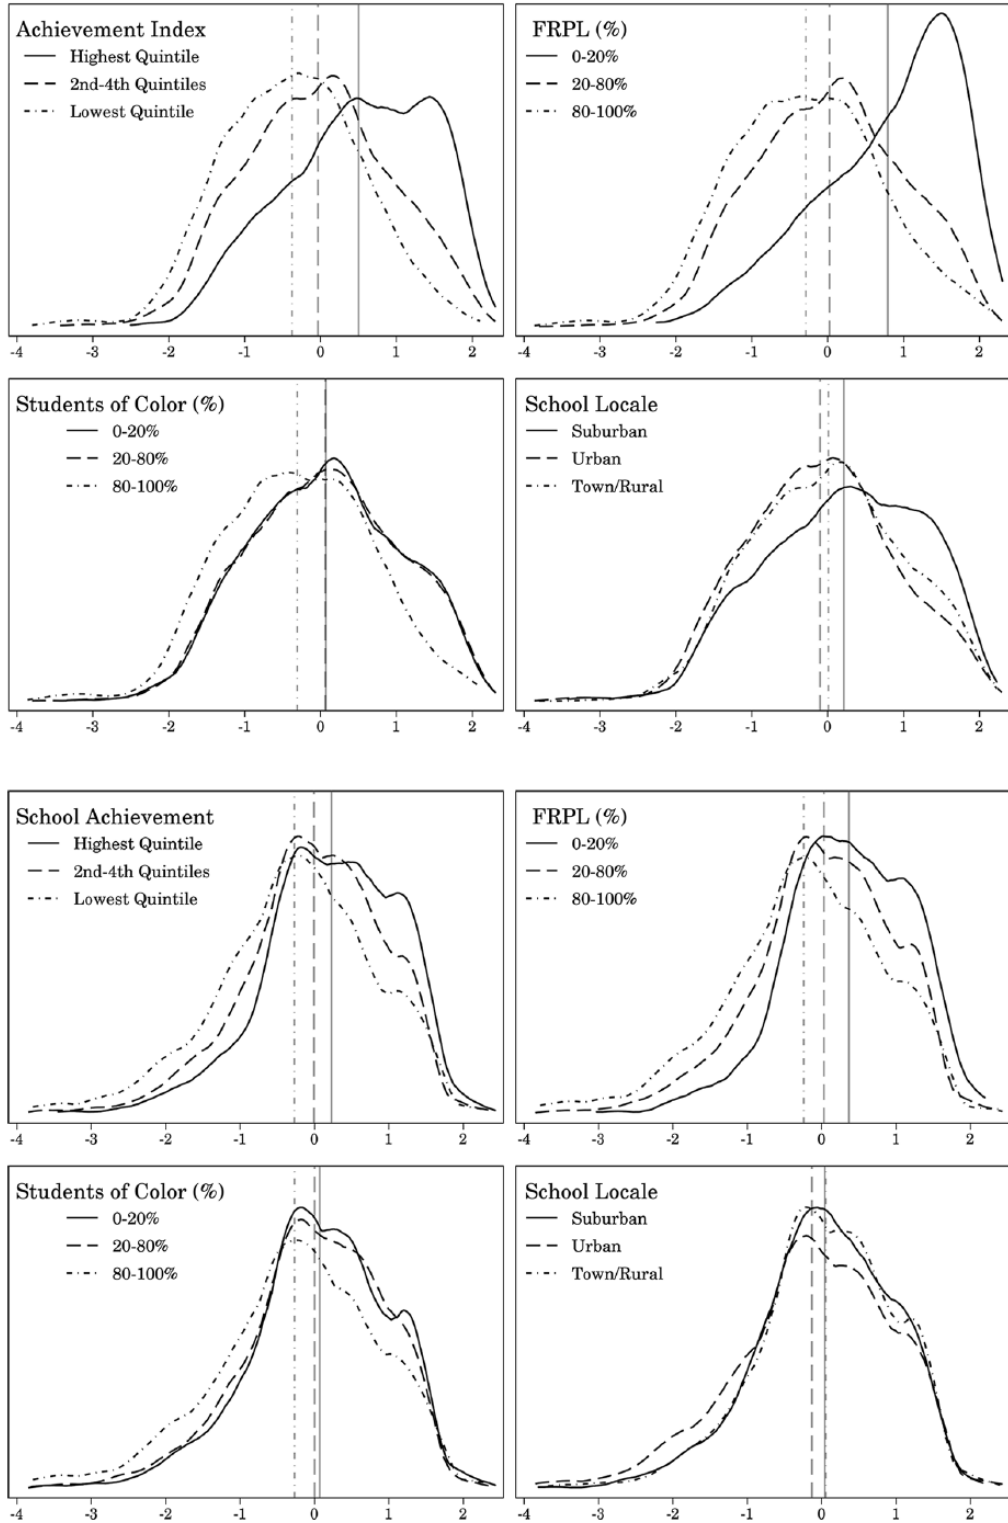 Achievement Index
Highest Quintile
2nd-4th Quintiles
Lowest Quintile
-4 -3 -2 -1 0 1 2
FRPL (%)
0-20%
20-80%
80-100%
-4 -3 -2 -1 0 1 2
Students of Color (%)
0-20%
20-80%
80-100%
-4 -3 -2 -1 0 1 2
School Locale
Suburban
Urban
Town/Rural
-4 -3 -2 -1 0 1 2
School Achievement
Highest Quintile
2nd-4th Quintiles
Lowest Quintile
-4 -3 -2 -1 0 1 2
FRPL (%)
0-20%
20-80%
80-100%
-4 -3 -2 -1 0 1 2
Students of Color (%)
0-20%
20-80%
80-100%
-4 -3 -2 -1 0 1 2
School Locale
Suburban
Urban
Town/Rural
-4 -3 -2 -1 0 1 2